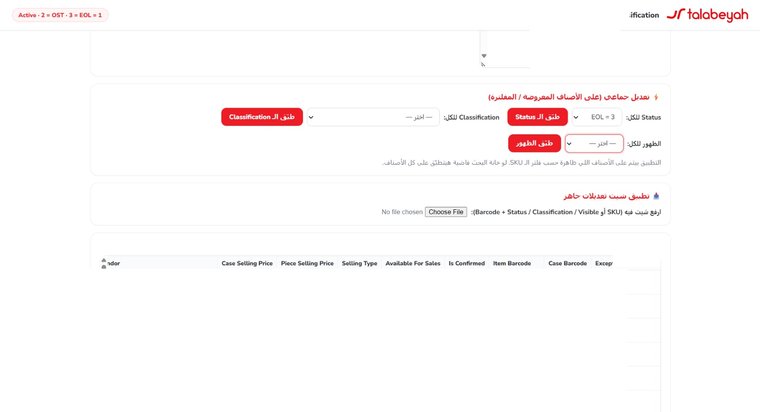 Active · 2 = OST · 3 = EOL = 1
ification
talabeyah
تعديل جماعي (على الأصناف المعروضة / المفلترة)
Status للكل: EOL = 3 طبّق الـ Status Classification للكل: — اختر — طبّق الـ Classification
الظهور للكل: — اختر — طبّق الظهور
التطبيق بيتم على الأصناف اللي ظاهرة حسب فلتر الـ SKU. لو خانة البحث فاضية هيتطبّق على كل الأصناف.
تطبيق شيت تعديلات جاهز
ارفع شيت فيه (SKU أو Barcode + Status / Classification / Visible): Choose File No file chosen
ndor Case Selling Price Piece Selling Price Selling Type Available For Sales Is Confirmed Item Barcode Case Barcode Excep